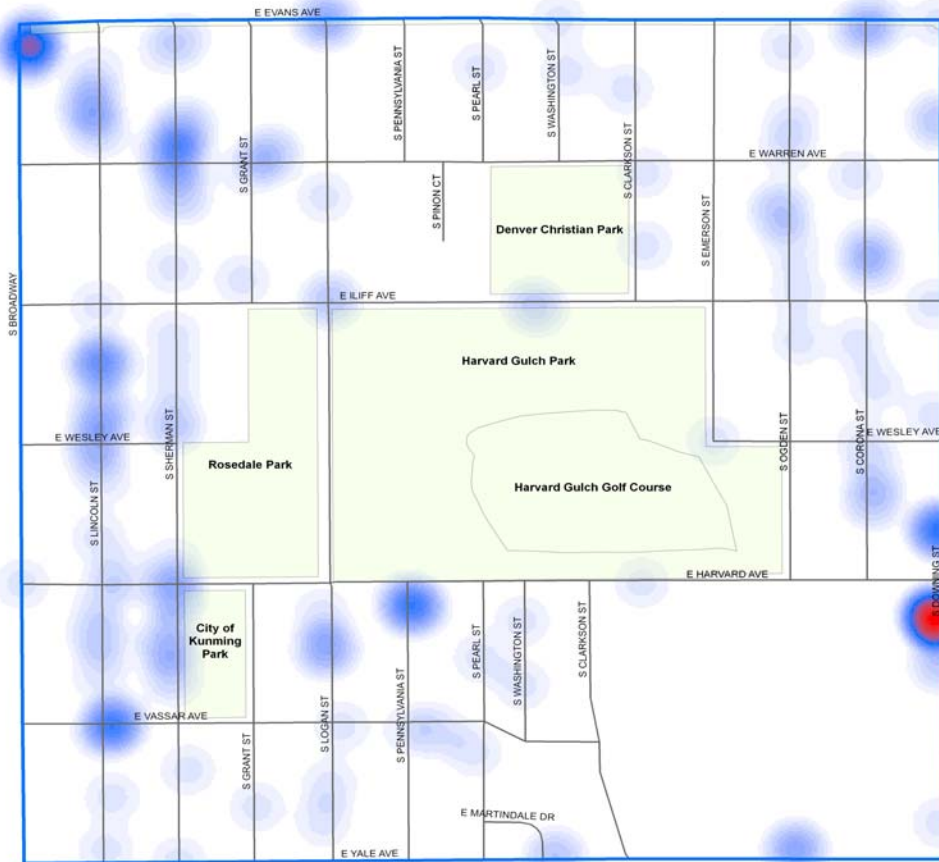 E EVANS AVE
S PENNSYLVANIA ST
S PEARL ST
S WASHINGTON ST
S GRANT ST
S CLARKSON ST
E WARREN AVE
S PINON CT
S EMERSON ST
Denver Christian Park
S BROADWAY
E ILIFF AVE
Harvard Gulch Park
E WESLEY AVE
S SHERMAN ST
S OGDEN ST
S CORONA ST
E WESLEY AVE
Rosedale Park
Harvard Gulch Golf Course
S LINCOLN ST
S DOWNING ST
E HARVARD AVE
City of
Kunming
Park
S PEARL ST
S WASHINGTON ST
S CLARKSON ST
E VASSAR AVE
S GRANT ST
S LOGAN ST
S PENNSYLVANIA ST
E MARTINDALE DR
E YALE AVE